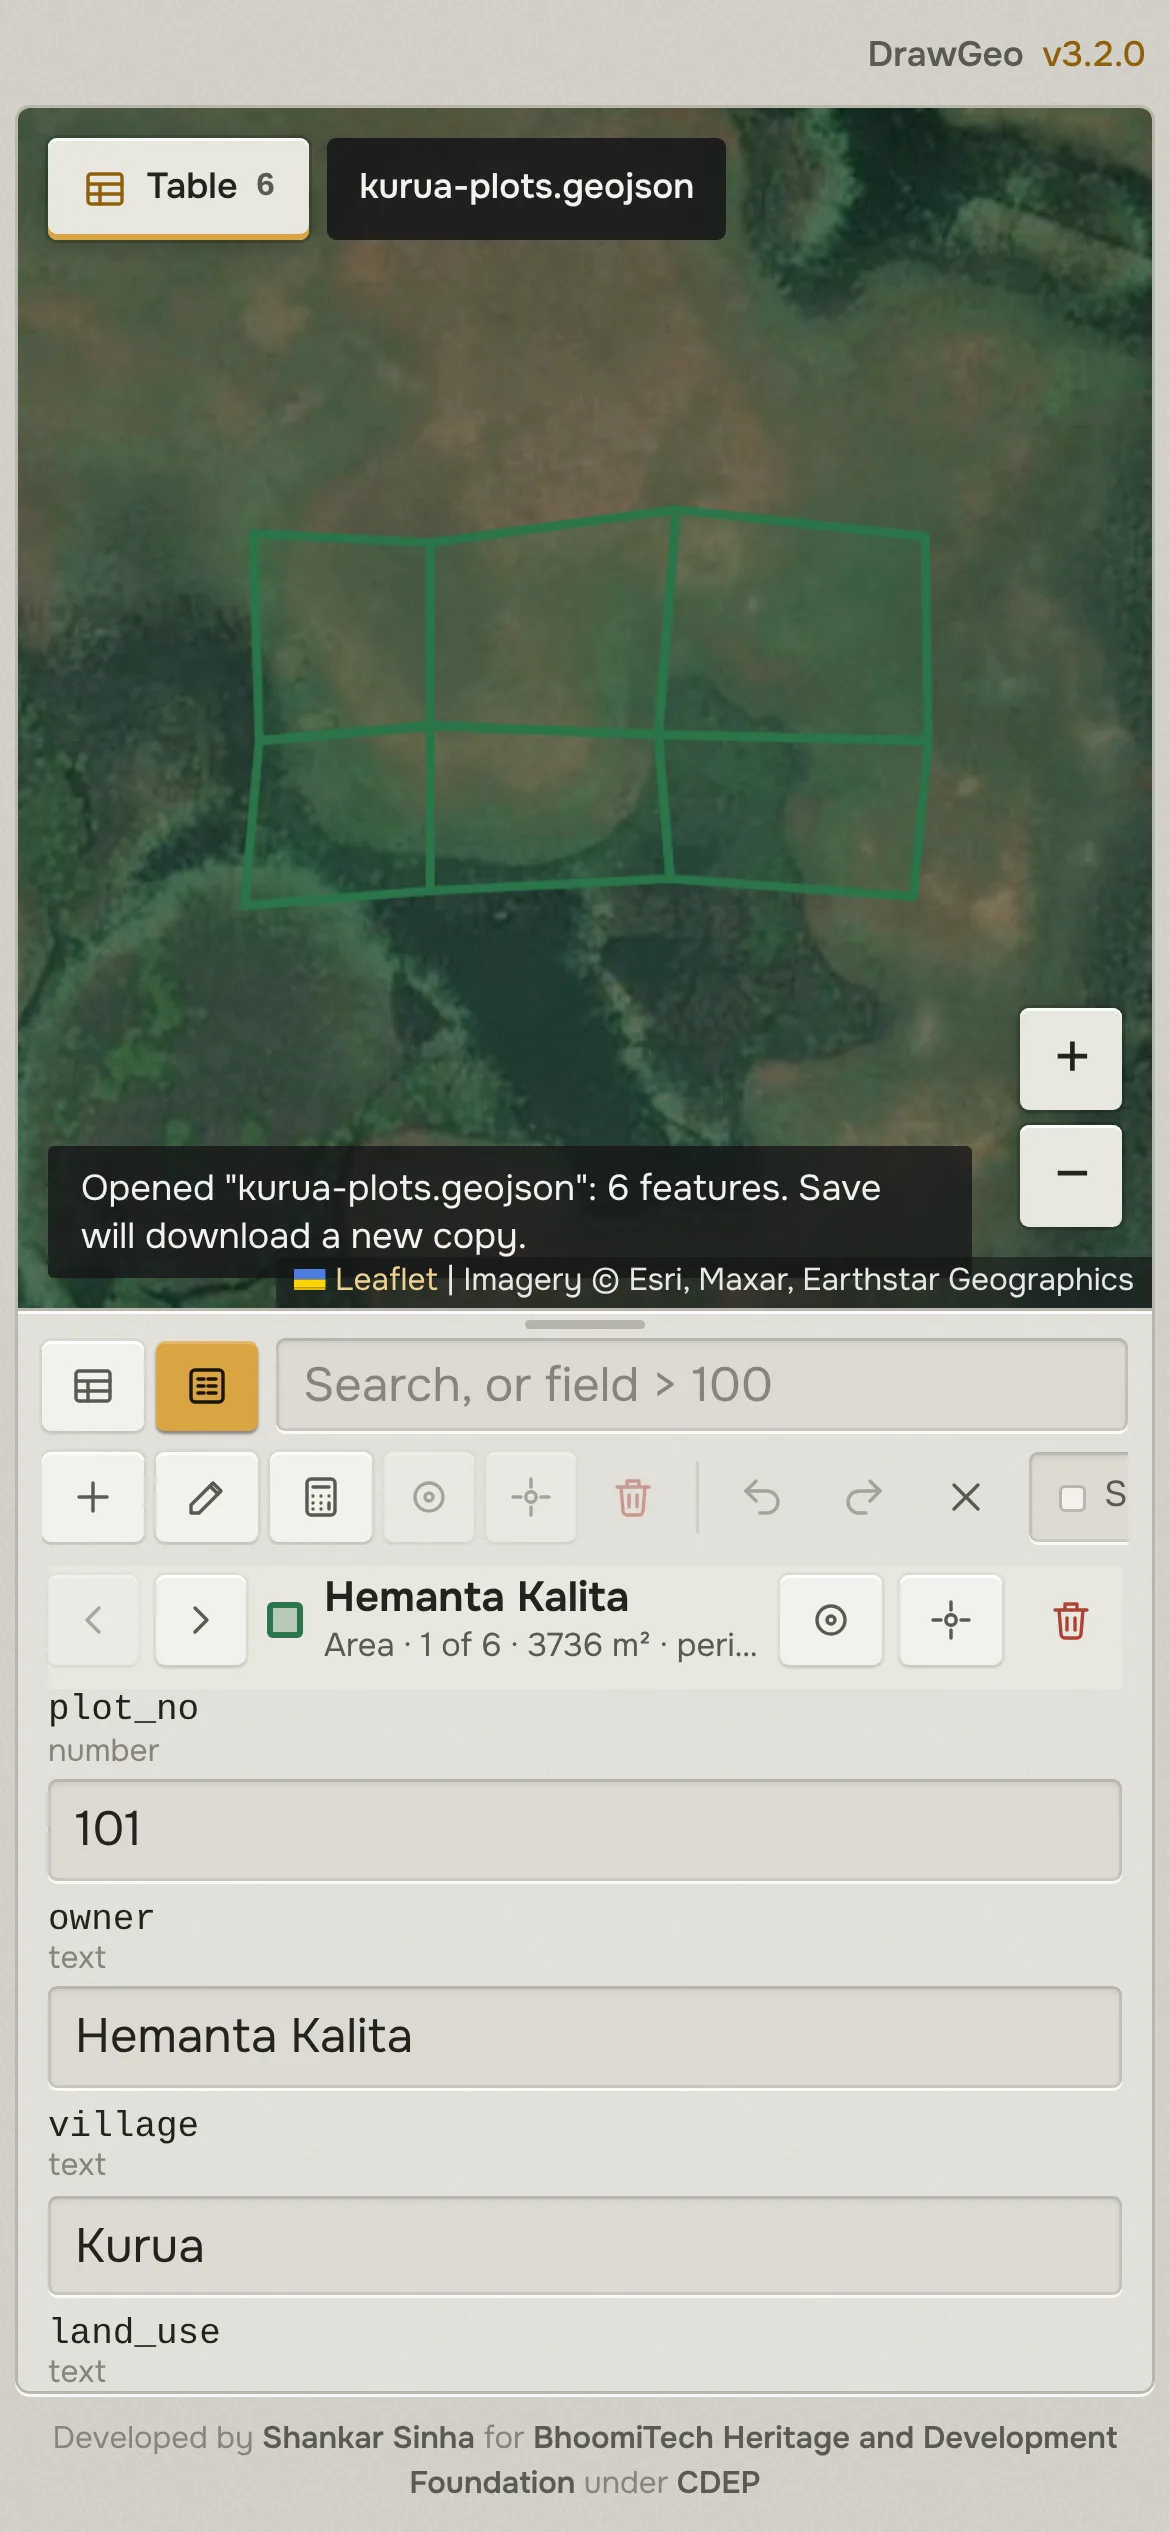 DrawGeo v3.2.0
Table 6
kurua-plots.geojson
+
−
Opened "kurua-plots.geojson": 6 features. Save
will download a new copy.
Leaflet | Imagery © Esri, Maxar, Earthstar Geographics
Search, or field > 100
S
Hemanta Kalita
Area · 1 of 6 · 3736 m² · peri...
plot_no
number
101
owner
text
Hemanta Kalita
village
text
Kurua
land_use
text
Developed by Shankar Sinha for BhoomiTech Heritage and Development
Foundation under CDEP